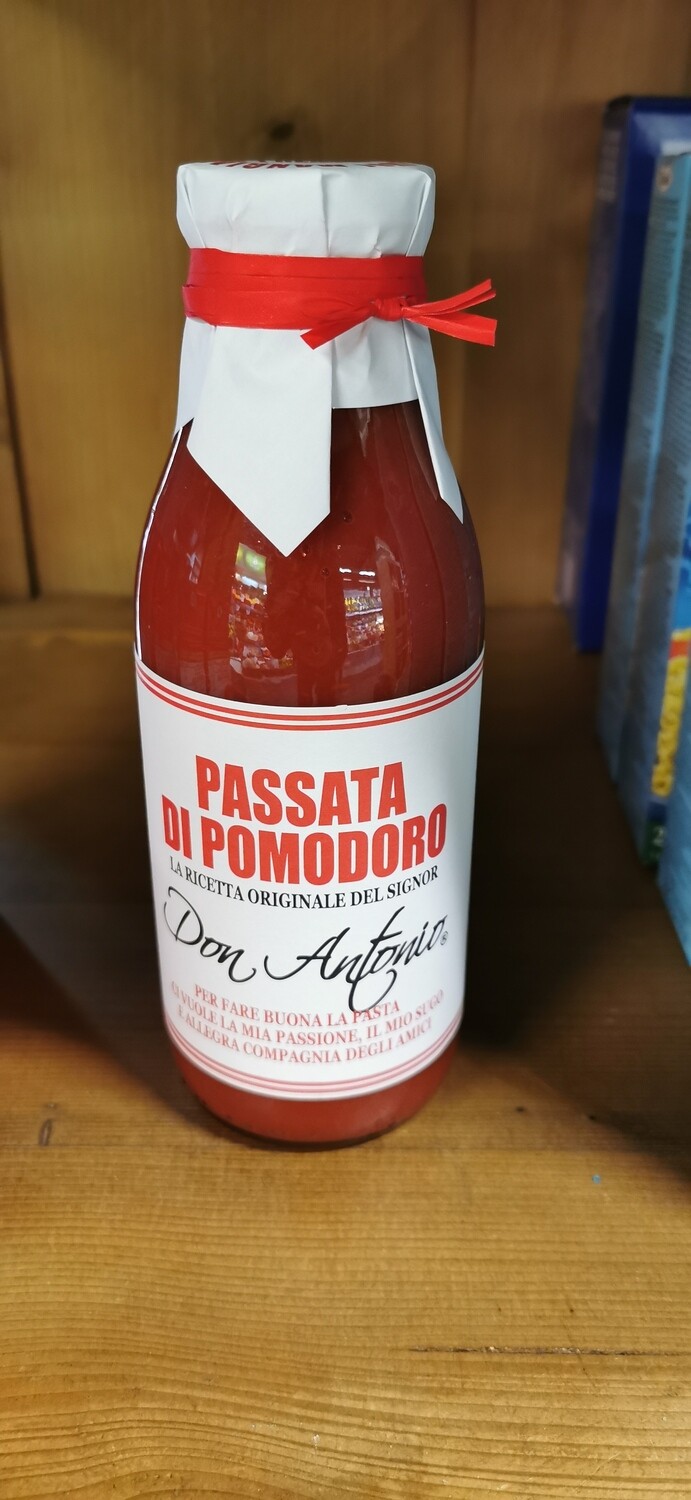 PASSATA
DI POMODORO
LA RICETTA ORIGINALE DEL SIGNOR
Don Antonio®
PER FARE BUONA LA PASTA
CI VUOLE LA MIA PASSIONE, IL MIO SUGO
E ALLEGRA COMPAGNIA DEGLI AMICI